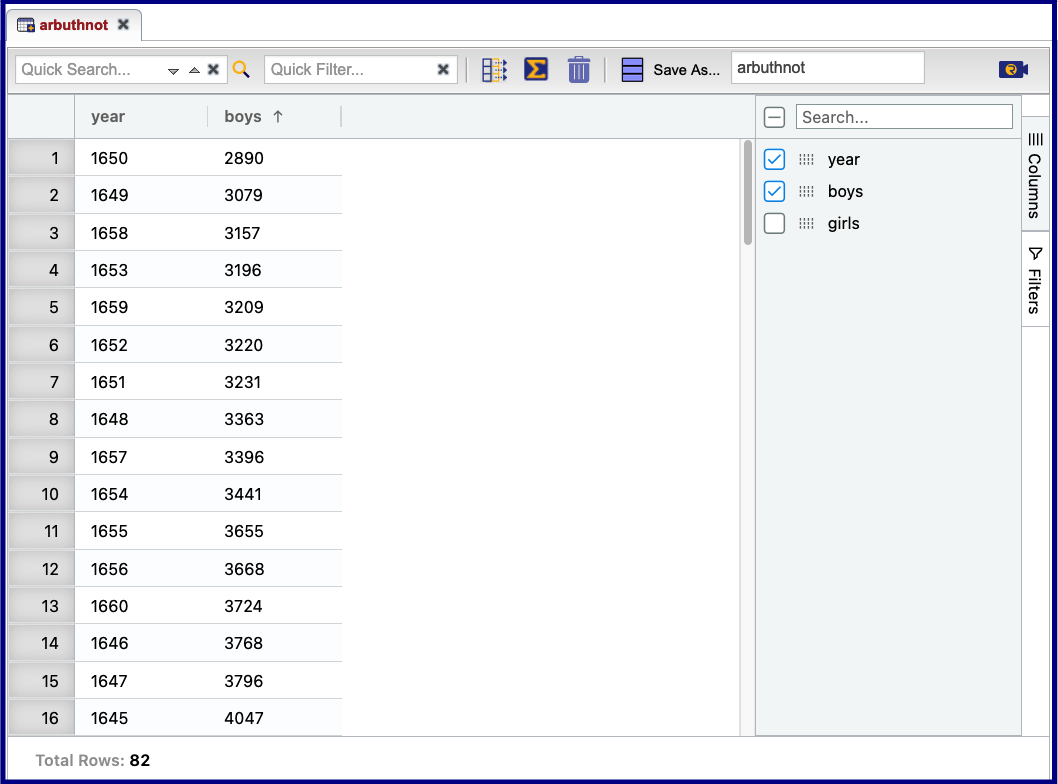 arbuthnot
Quick Search...
Quick Filter...
Save As...
arbuthnot
year boys
1 1650 2890
2 1649 3079
3 1658 3157
4 1653 3196
5 1659 3209
6 1652 3220
7 1651 3231
8 1648 3363
9 1657 3396
10 1654 3441
11 1655 3655
12 1656 3668
13 1660 3724
14 1646 3768
15 1647 3796
16 1645 4047
Search...
year
boys
girls
Columns
Filters
Total Rows: 82